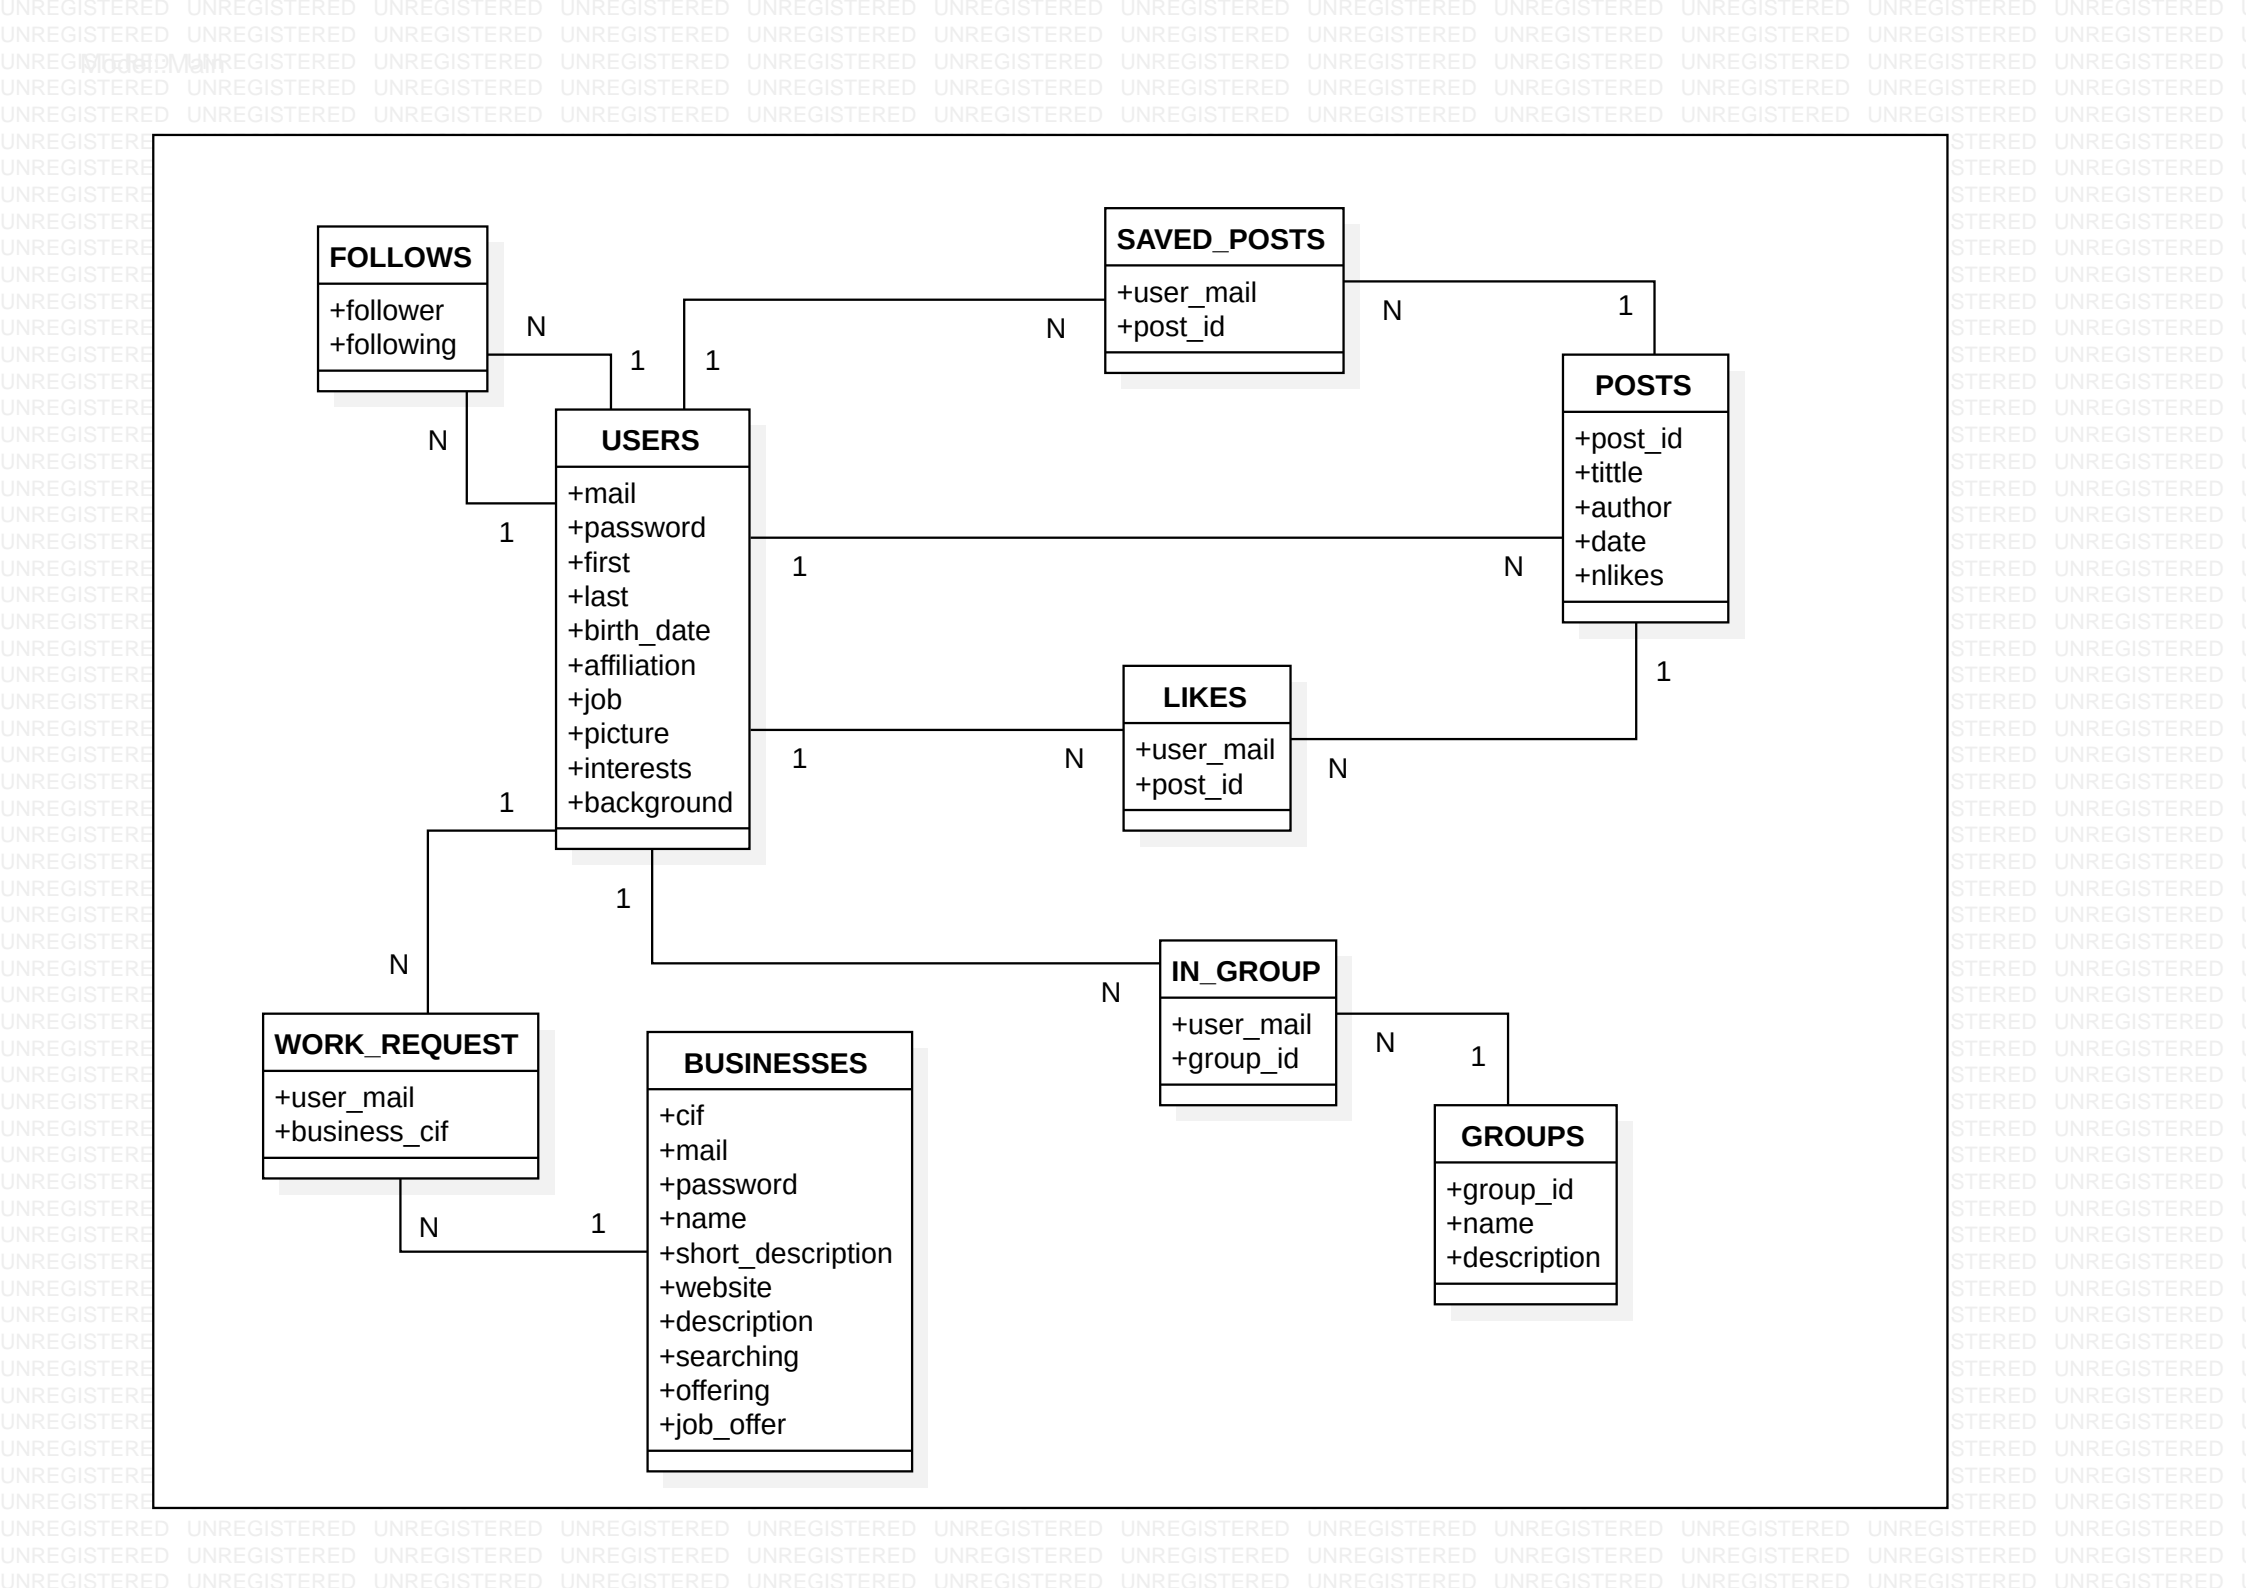 Model::Main
FOLLOWS
+follower
+following
N
1
N
1
SAVED_POSTS
+user_mail
+post_id
1
N
N
1
POSTS
+post_id
+tittle
+author
+date
+nlikes
USERS
+mail
+password
+first
+last
+birth_date
+affiliation
+job
+picture
+interests
+background
1
N
1
LIKES
+user_mail
+post_id
1
N
N
1
N
1
N
IN_GROUP
+user_mail
+group_id
N
1
WORK_REQUEST
+user_mail
+business_cif
N
1
BUSINESSES
+cif
+mail
+password
+name
+short_description
+website
+description
+searching
+offering
+job_offer
GROUPS
+group_id
+name
+description
UNREGISTERED